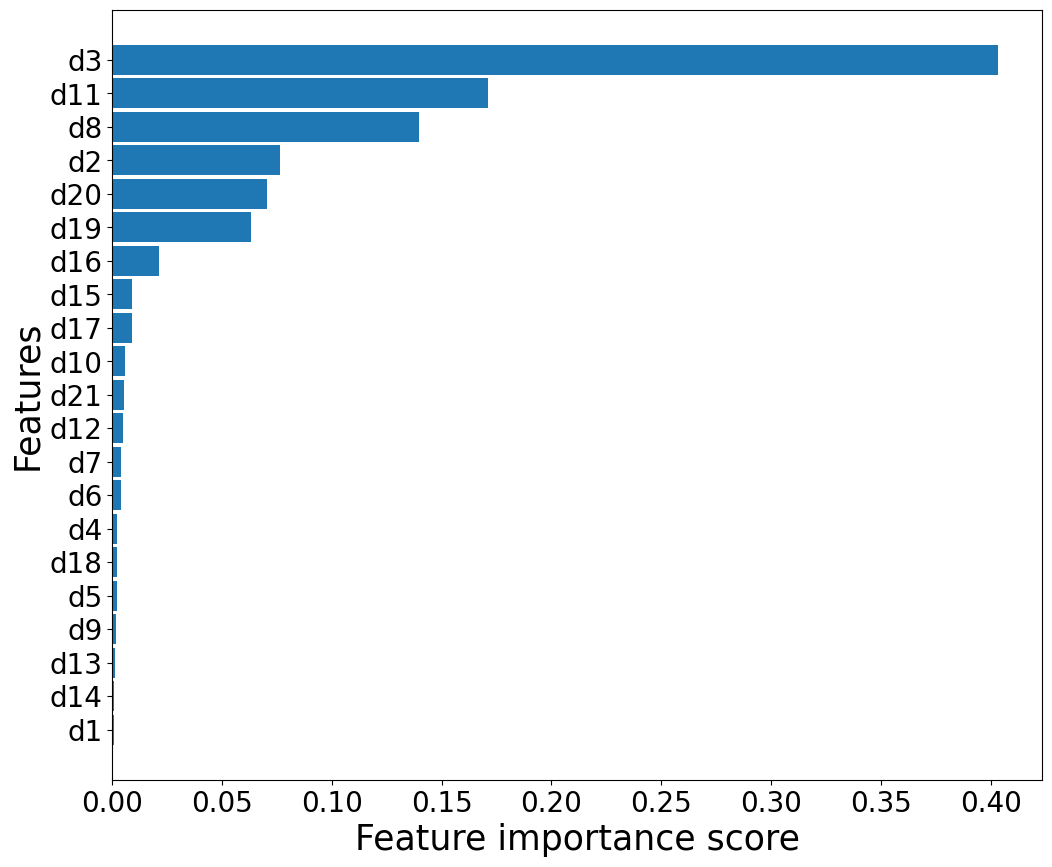 Features
d3
d11
d8
d2
d20
d19
d16
d15
d17
d10
d21
d12
d7
d6
d4
d18
d5
d9
d13
d14
d1
0.00 0.05 0.10 0.15 0.20 0.25 0.30 0.35 0.40
Feature importance score